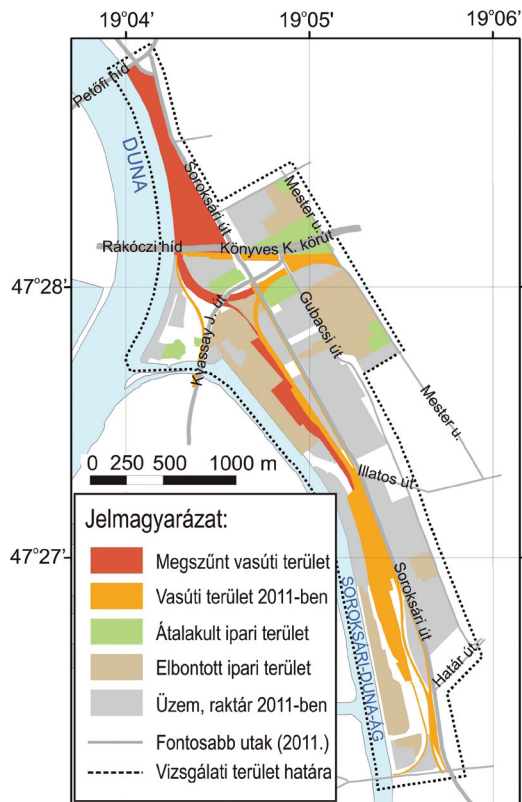 19°04'
19°05'
19°06'
Petőfi híd
DUNA
Soroksári út
Mester u.
Rákóczi híd
Könyves K. körút
47°28'
Kvassay J. út
Gubacsi út
Mester u.
0 250 500 1000 m
Illatos út
Jelmagyarázat:
Megszűnt vasúti terület
47°27'
Vasúti terület 2011-ben
Átalakult ipari terület
Elbontott ipari terület
Üzem, raktár 2011-ben
Fontosabb utak (2011.)
Vizsgálati terület határa
SOROKSÁRI-DUNA-ÁG
Soroksári út
Határ út